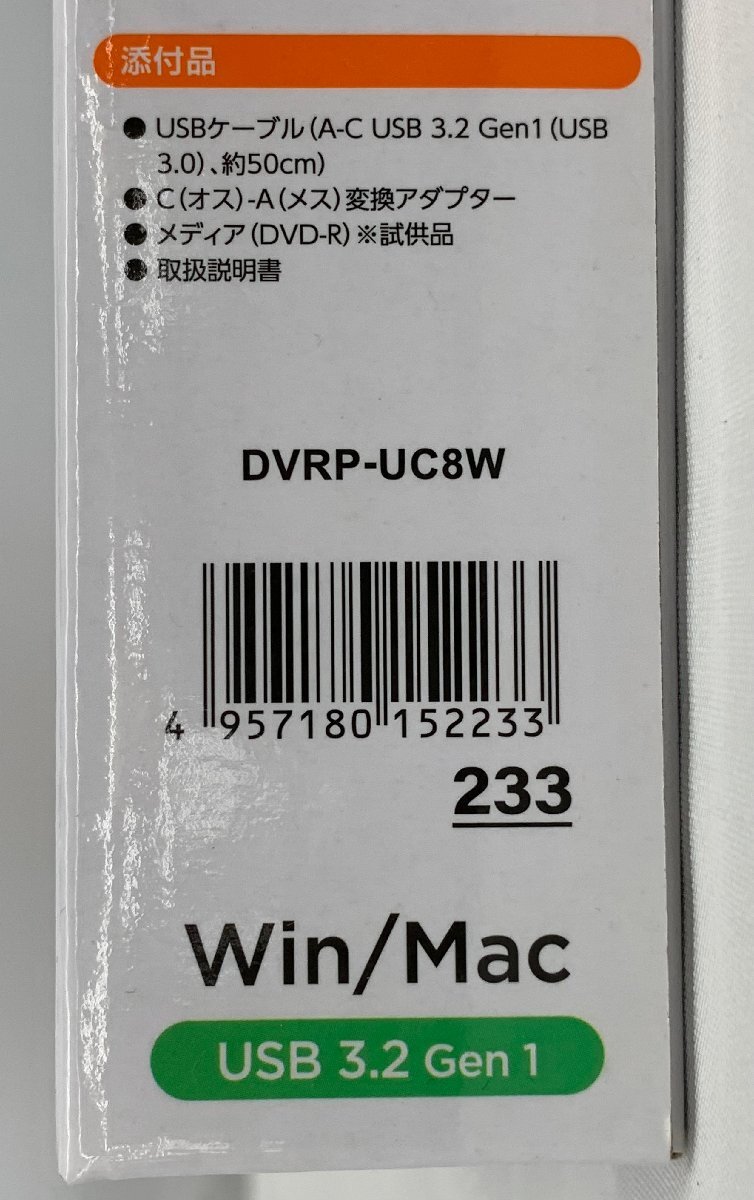 添付品
●USBケーブル(A-C USB 3.2 Gen1(USB
3.0)、約50cm)
●C(オス)-A(メス)変換アダプター
●メディア(DVD-R)※試供品
●取扱説明書
DVRP-UC8W
4 957180 152233
233
Win/Mac
USB 3.2 Gen 1